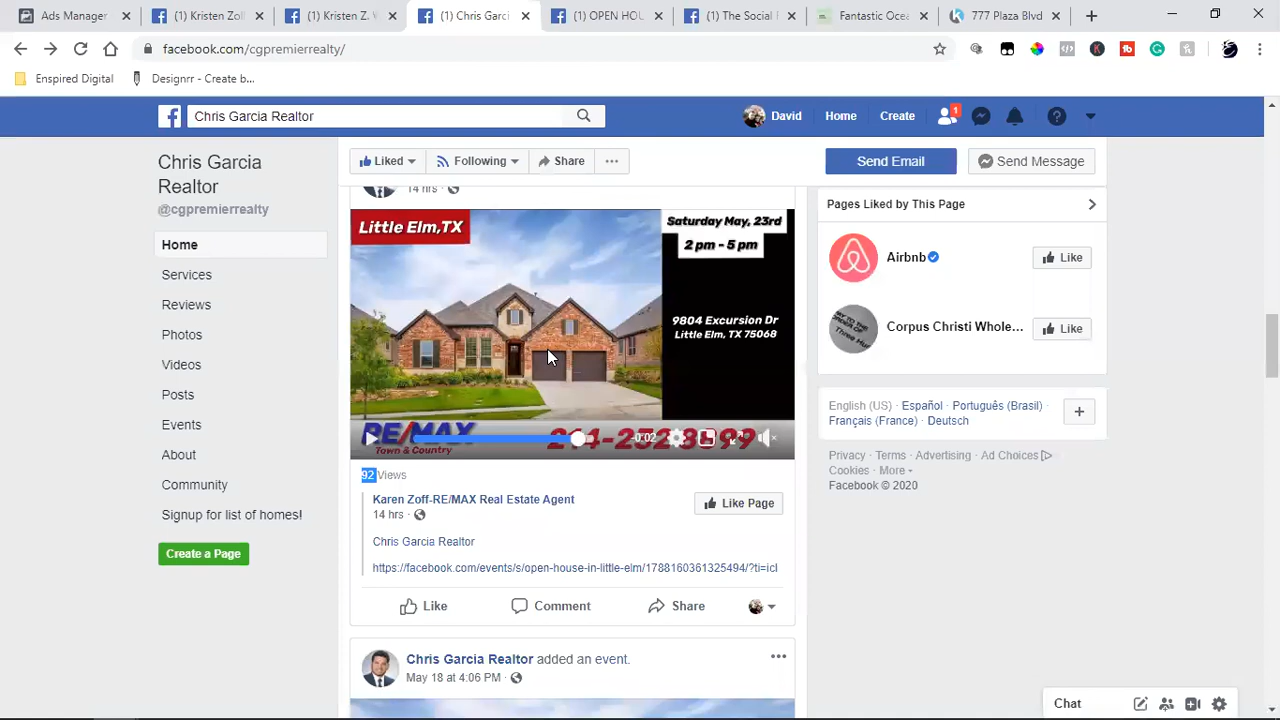 Ads Manager
(1) Kristen Zoff
(1) Kristen Z. W
(1) Chris Garci
OPEN HOU
(1) The Social
Fantastic Ocea
777 Plaza Blvd
facebook.com/cgpremierrealty/
Enspired Digital
Designrr - Create b...
Chris Garcia Realtor
David
Home
Create
1
Chris Garcia
Realtor
@cgpremierrealty
Home
Services
Reviews
Photos
Videos
Posts
Events
About
Community
Signup for list of homes!
Create a Page
Liked
Following
Share
Send Email
Send Message
14 hrs
Little Elm,TX
Saturday May, 23rd
2 pm - 5 pm
9804 Excursion Dr
Little Elm, TX 75068
RE/MAX
Town & Country
-0:02
92 Views
Karen Zoff-RE/MAX Real Estate Agent
14 hrs
Like Page
Chris Garcia Realtor
https://facebook.com/events/s/open-house-in-little-elm/1788160361325494/?ti=icl
Like
Comment
Share
Chris Garcia Realtor added an event.
May 18 at 4:06 PM
Pages Liked by This Page
Airbnb
Like
Corpus Christi Whole...
Like
English (US) · Español · Português (Brasil) ·
Français (France) · Deutsch
Privacy · Terms · Advertising · Ad Choices
Cookies · More
Facebook © 2020
Chat